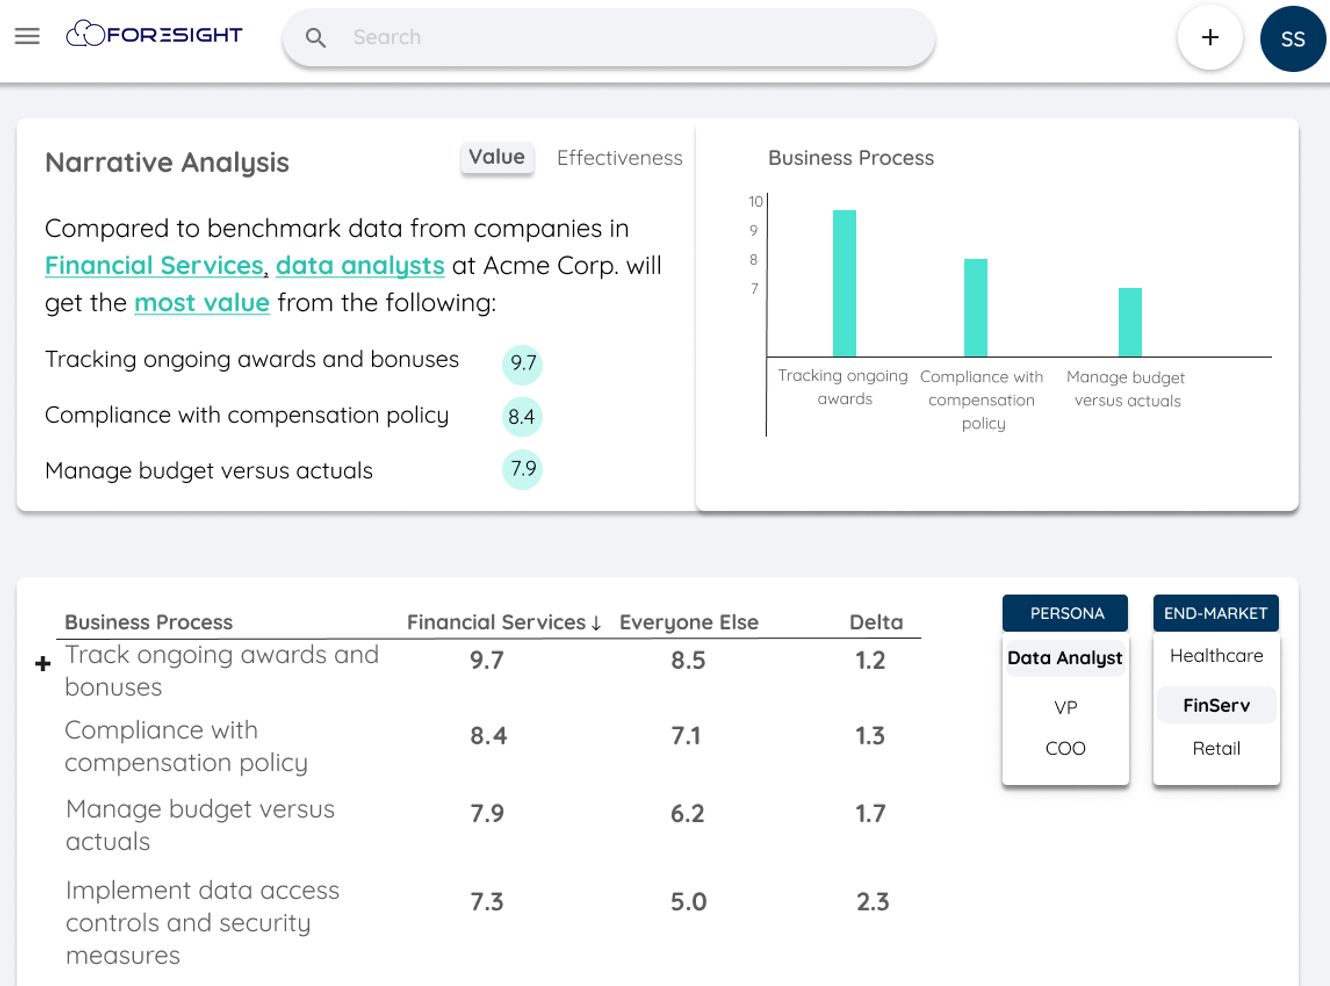 FORESIGHT
Search
+
SS
Narrative Analysis
Value
Effectiveness
Compared to benchmark data from companies in
Financial Services, data analysts at Acme Corp. will
get the most value from the following:
Tracking ongoing awards and bonuses 9.7
Compliance with compensation policy 8.4
Manage budget versus actuals 7.9
Business Process
10
9
8
7
Tracking ongoing
awards
Compliance with
compensation
policy
Manage budget
versus actuals
Business Process Financial Services ↓ Everyone Else Delta
+ Track ongoing awards and
bonuses
9.7 8.5 1.2
Compliance with
compensation policy
8.4 7.1 1.3
Manage budget versus
actuals
7.9 6.2 1.7
Implement data access
controls and security
measures
7.3 5.0 2.3
PERSONA
Data Analyst
VP
COO
END-MARKET
Healthcare
FinServ
Retail